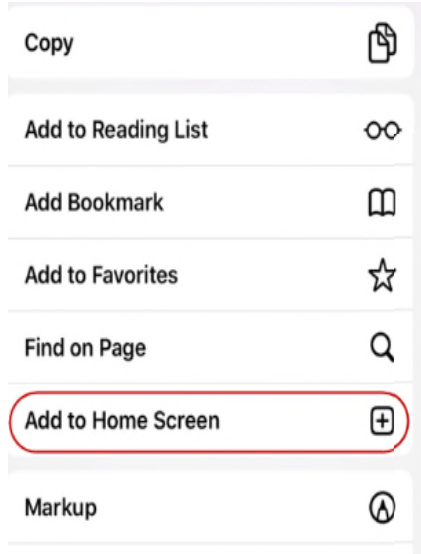 Copy
Add to Reading List
Add Bookmark
Add to Favorites
Find on Page
Add to Home Screen
Markup